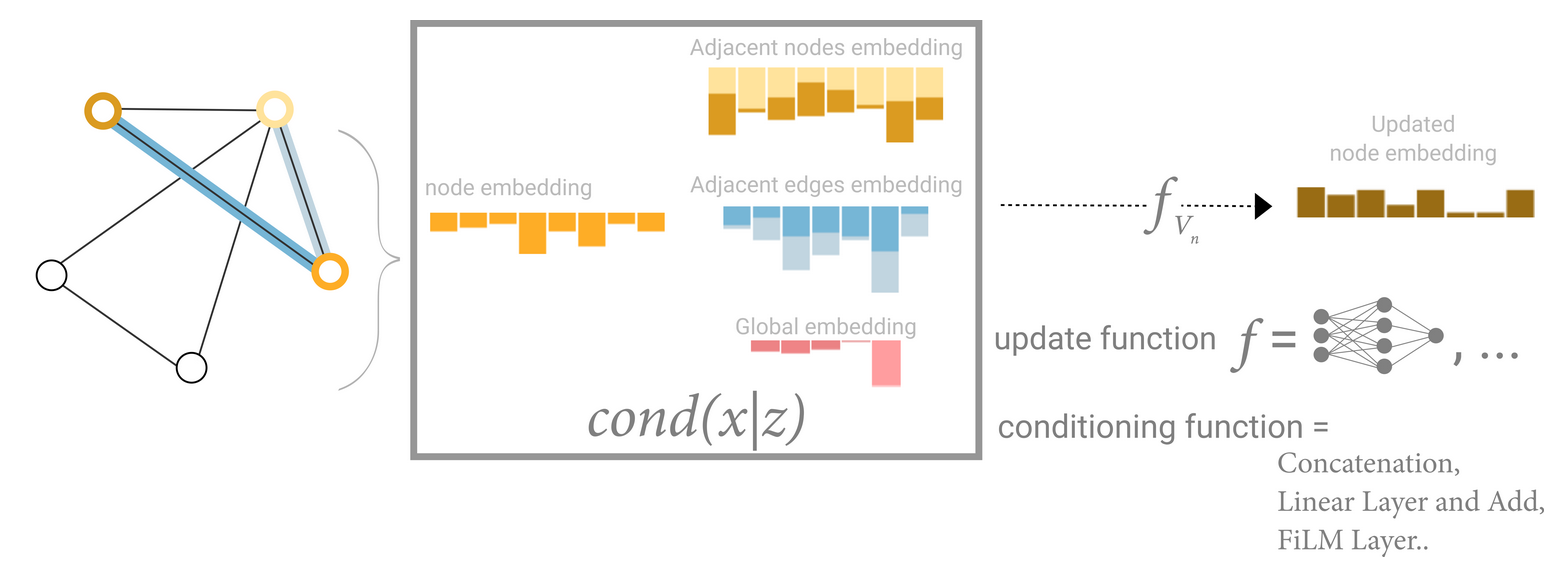 Adjacent nodes embedding
node embedding
Adjacent edges embedding
Global embedding
cond(x|z)
f Vn
Updated
node embedding
update function f = , ...
conditioning function =
Concatenation,
Linear Layer and Add,
FiLM Layer..